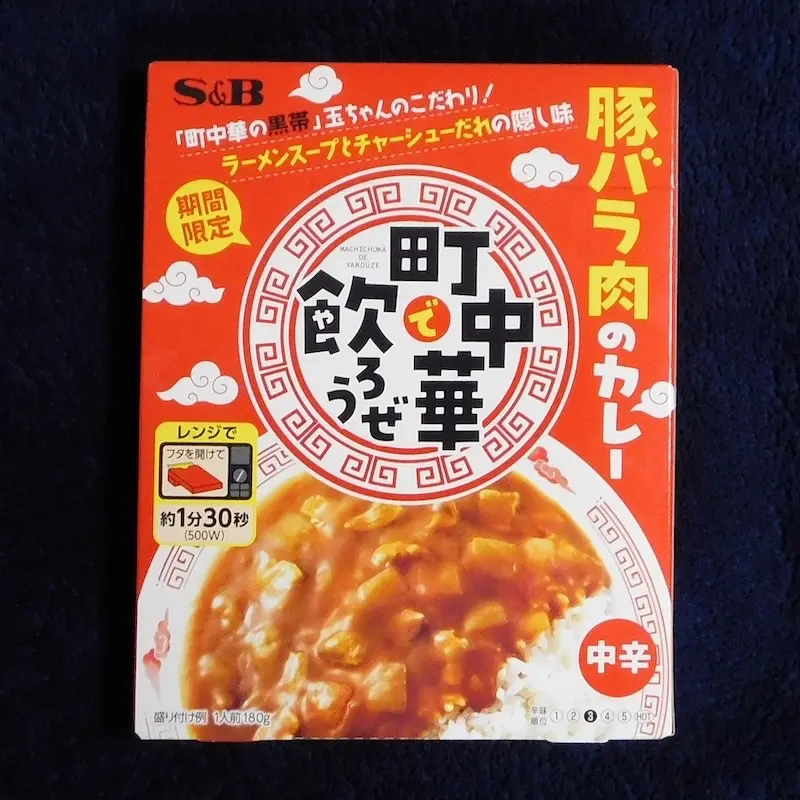 S&B
「町中華の黒帯」玉ちゃんのこだわり!
ラーメンスープとチャーシューだれの隠し味
豚バラ肉のカレー
期間
限定
MACHICHUKA
DE
YAROUZE
町中華
で
飲ろうぜ
や
レンジで
フタを開けて
約1分30秒
(500W)
中辛
盛り付け例 1人前180g
辛味
順位 1 2 3 4 5 HOT